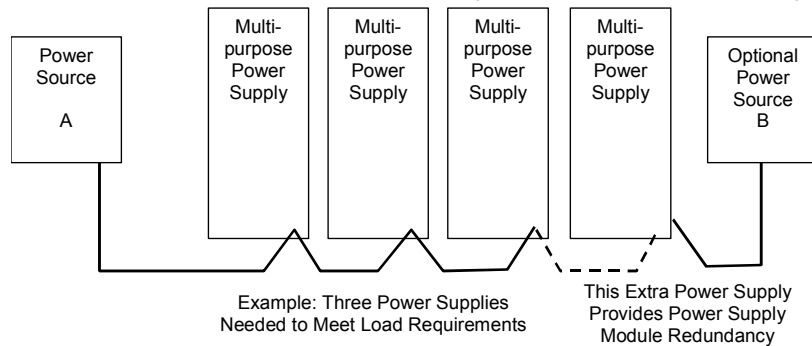 Power
Source
A
Multi-
purpose
Power
Supply
Multi-
purpose
Power
Supply
Multi-
purpose
Power
Supply
Multi-
purpose
Power
Supply
Optional
Power
Source
B
Example: Three Power Supplies
Needed to Meet Load Requirements
This Extra Power Supply
Provides Power Supply
Module Redundancy